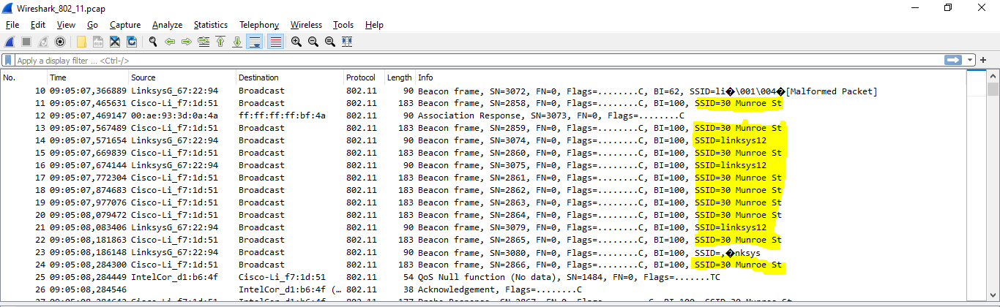 Wireshark_802_11.pcap
File Edit View Go Capture Analyze Statistics Telephony Wireless Tools Help
Apply a display filter ... <Ctrl-/>
No. Time Source Destination Protocol Length Info
10 09:05:07,366889 LinksysG_67:22:94 Broadcast 802.11 90 Beacon frame, SN=3072, FN=0, Flags=........C, BI=62, SSID=li�\001\004�[Malformed Packet]
11 09:05:07,465631 Cisco-Li_f7:1d:51 Broadcast 802.11 183 Beacon frame, SN=2858, FN=0, Flags=........C, BI=100, SSID=30 Munroe St
12 09:05:07,469147 00:ae:93:3d:0a:4a ff:ff:ff:ff:bf:4a 802.11 90 Association Response, SN=3073, FN=0, Flags=........C
13 09:05:07,567489 Cisco-Li_f7:1d:51 Broadcast 802.11 183 Beacon frame, SN=2859, FN=0, Flags=........C, BI=100, SSID=30 Munroe St
14 09:05:07,571654 LinksysG_67:22:94 Broadcast 802.11 90 Beacon frame, SN=3074, FN=0, Flags=........C, BI=100, SSID=linksys12
15 09:05:07,669839 Cisco-Li_f7:1d:51 Broadcast 802.11 183 Beacon frame, SN=2860, FN=0, Flags=........C, BI=100, SSID=30 Munroe St
16 09:05:07,674144 LinksysG_67:22:94 Broadcast 802.11 90 Beacon frame, SN=3075, FN=0, Flags=........C, BI=100, SSID=linksys12
17 09:05:07,772304 Cisco-Li_f7:1d:51 Broadcast 802.11 183 Beacon frame, SN=2861, FN=0, Flags=........C, BI=100, SSID=30 Munroe St
18 09:05:07,874683 Cisco-Li_f7:1d:51 Broadcast 802.11 183 Beacon frame, SN=2862, FN=0, Flags=........C, BI=100, SSID=30 Munroe St
19 09:05:07,977076 Cisco-Li_f7:1d:51 Broadcast 802.11 183 Beacon frame, SN=2863, FN=0, Flags=........C, BI=100, SSID=30 Munroe St
20 09:05:08,079472 Cisco-Li_f7:1d:51 Broadcast 802.11 183 Beacon frame, SN=2864, FN=0, Flags=........C, BI=100, SSID=30 Munroe St
21 09:05:08,083406 LinksysG_67:22:94 Broadcast 802.11 90 Beacon frame, SN=3079, FN=0, Flags=........C, BI=100, SSID=linksys12
22 09:05:08,181863 Cisco-Li_f7:1d:51 Broadcast 802.11 183 Beacon frame, SN=2865, FN=0, Flags=........C, BI=100, SSID=30 Munroe St
23 09:05:08,186148 LinksysG_67:22:94 Broadcast 802.11 90 Beacon frame, SN=3080, FN=0, Flags=........C, BI=100, SSID=,�nksys
24 09:05:08,284300 Cisco-Li_f7:1d:51 Broadcast 802.11 183 Beacon frame, SN=2866, FN=0, Flags=........C, BI=100, SSID=30 Munroe St
25 09:05:08,284449 IntelCor_d1:b6:4f Cisco-Li_f7:1d:51 802.11 54 QoS Null function (No data), SN=1484, FN=0, Flags=.......TC
26 09:05:08,284546 IntelCor_d1:b6:4f (… 802.11 38 Acknowledgement, Flags=........C